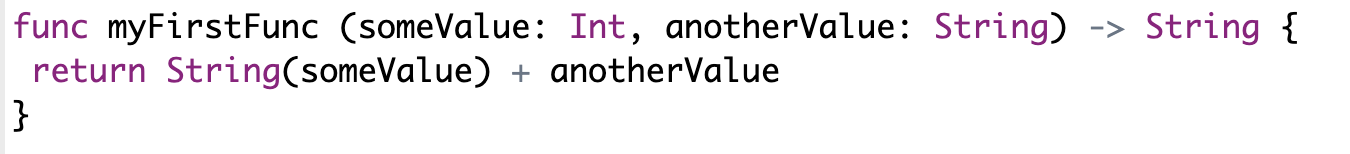 func myFirstFunc (someValue: Int, anotherValue: String) -> String {
 return String(someValue) + anotherValue
}